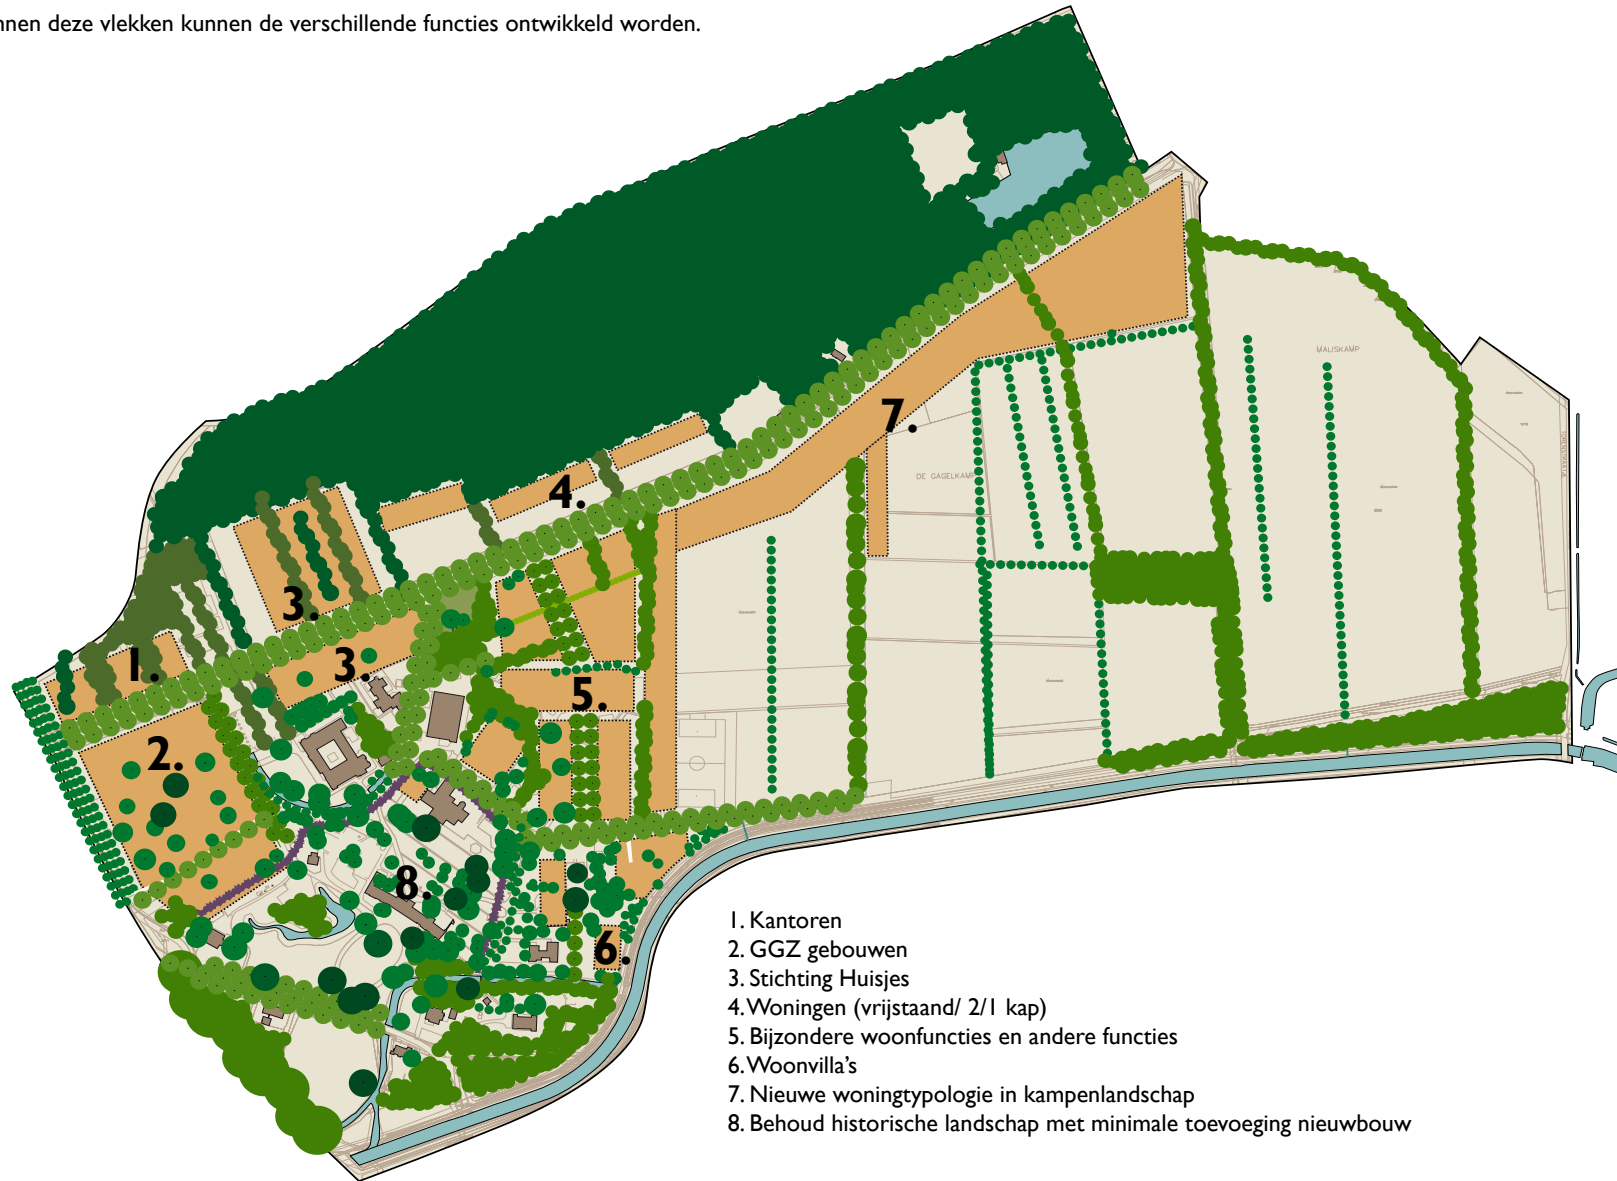 nnen deze vlekken kunnen de verschillende functies ontwikkeld worden.
MALISKAMP
7.
DE GAGELKAMP
4.
3.
3.
1.
5.
2.
8.
6.
1. Kantoren
2. GGZ gebouwen
3. Stichting Huisjes
4. Woningen (vrijstaand/ 2/1 kap)
5. Bijzondere woonfuncties en andere functies
6. Woonvilla's
7. Nieuwe woningtypologie in kampenlandschap
8. Behoud historische landschap met minimale toevoeging nieuwbouw